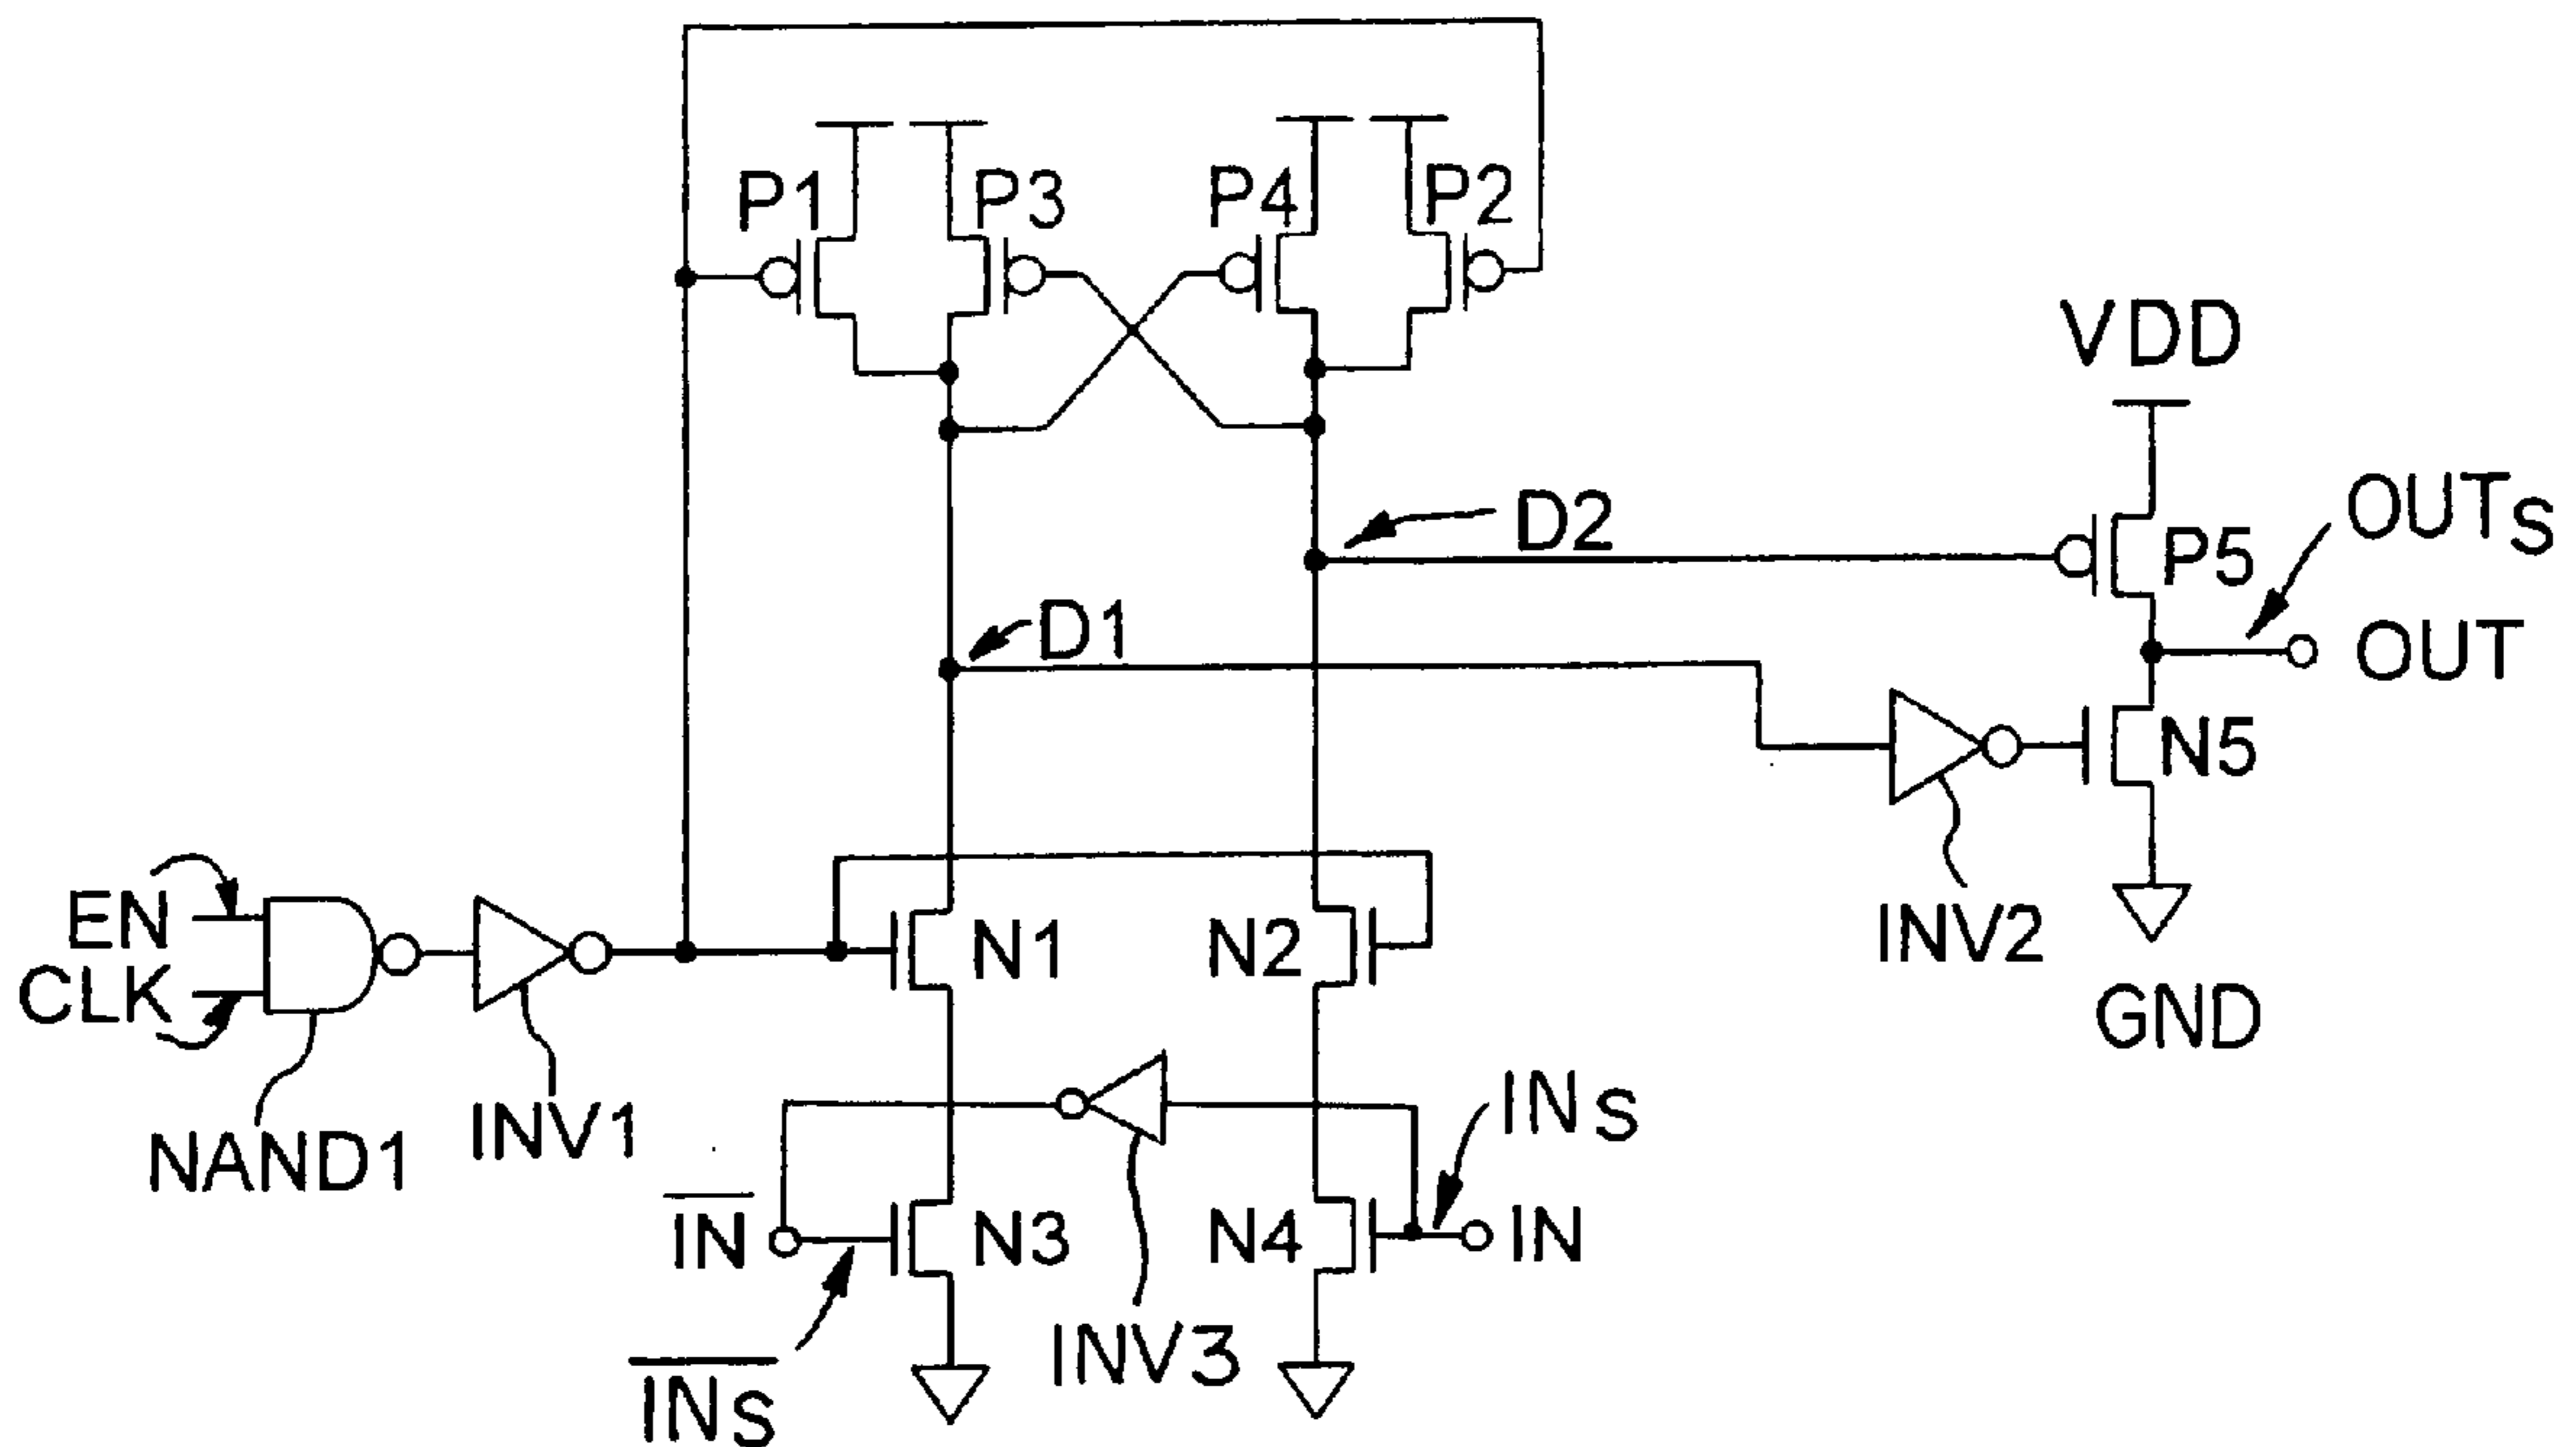 P1
P3
P4
P2
VDD
D2
P5
OUTS
D1
OUT
N5
EN
CLK
N1
N2
INV2
GND
NAND1
INV1
INS
IN
N3
N4
IN
INV3
INS